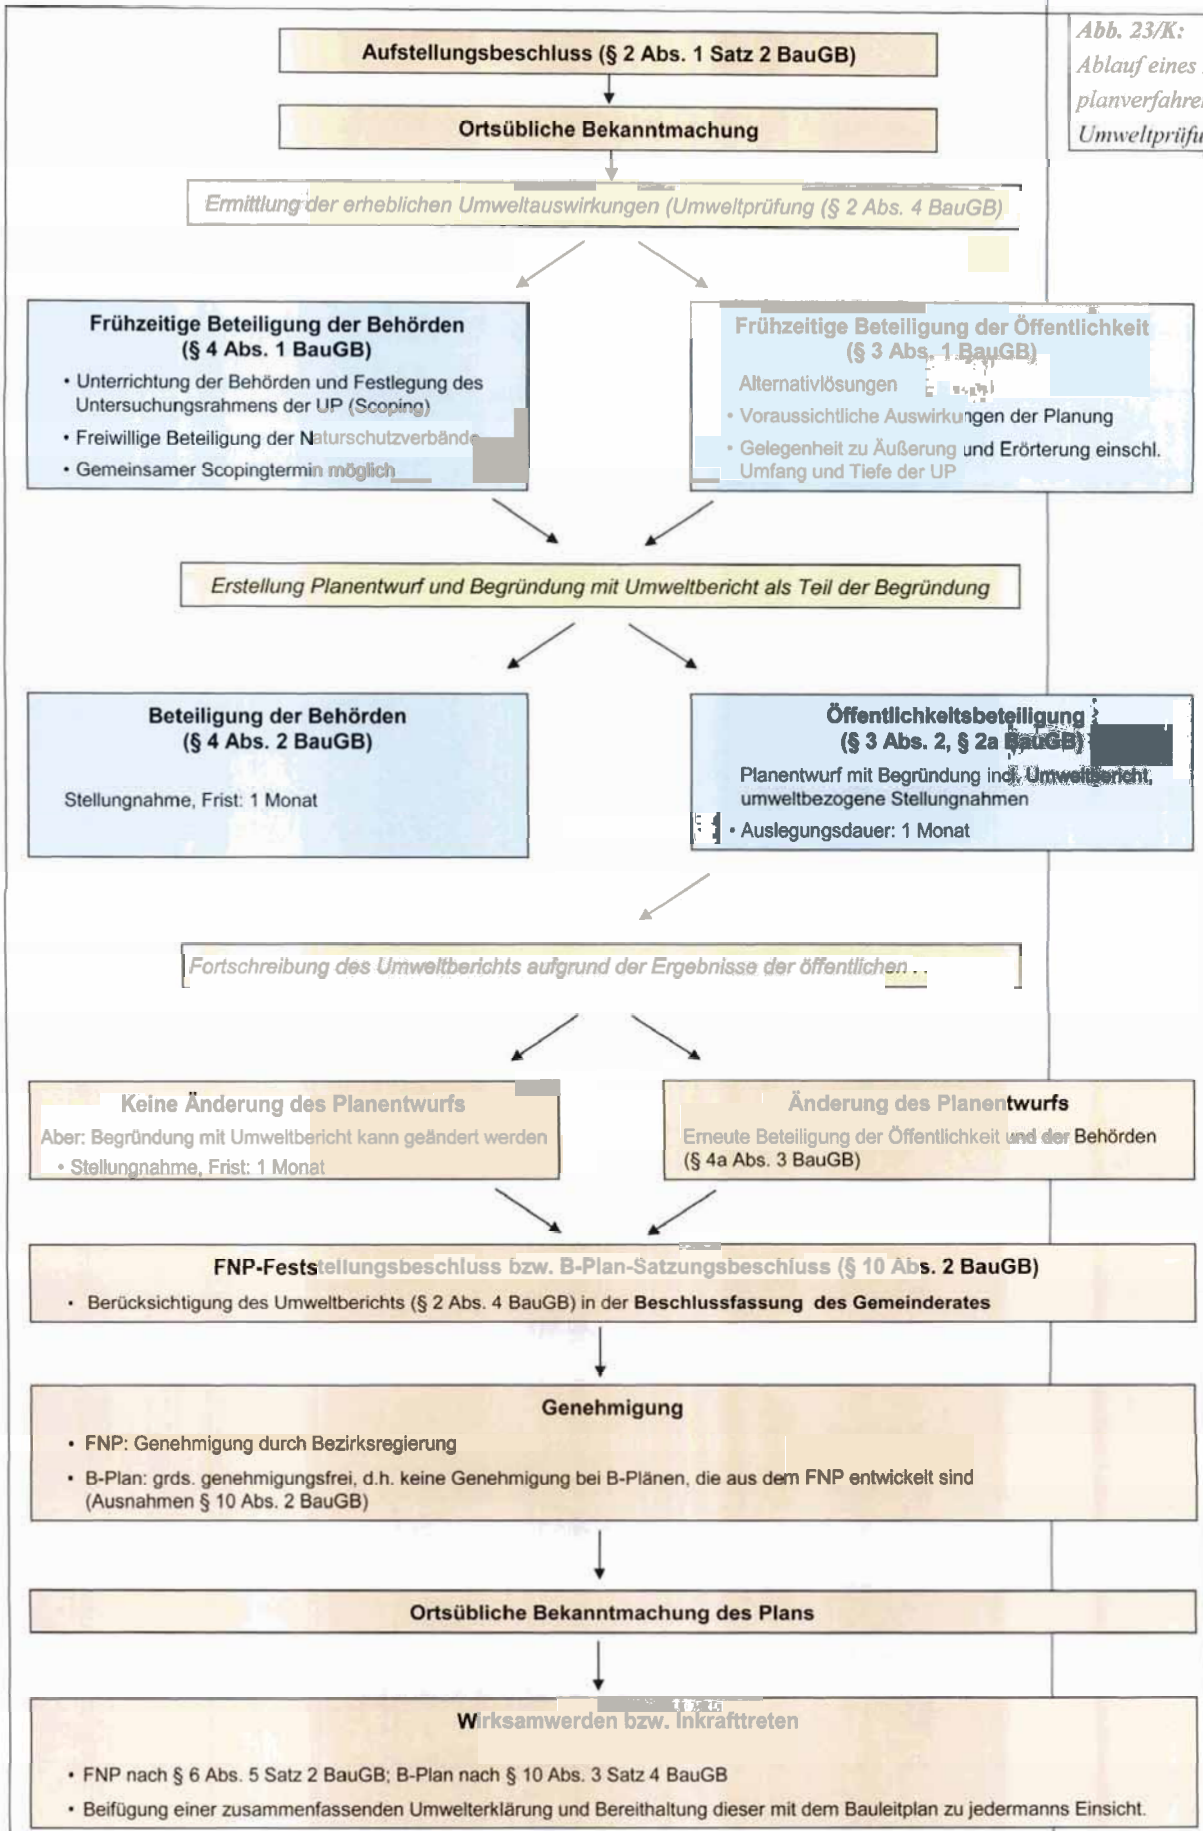 Abb. 23/K:
Ablauf eines
Umweltprüfu
Aufstellungsbeschluss (§ 2 Abs. 1 Satz 2 BauGB)
Ortsübliche Bekanntmachung
Ermittlung der erheblichen Umweltauswirkungen (Umweltprüfung (§ 2 Abs. 4 BauGB)
Frühzeitige Beteiligung der Behörden
(§ 4 Abs. 1 BauGB)
• Unterrichtung der Behörden und Festlegung des
Untersuchungsrahmens der UP (Scoping)
• Freiwillige Beteiligung der Naturschutzverbände
• Gemeinsamer Scopingtermin möglich
Frühzeitige Beteiligung der Öffentlichkeit
(§ 3 Abs. 1 BauGB)
Alternativlösungen
• Voraussichtliche Auswirkungen der Planung
• Gelegenheit zu Äußerung und Erörterung einschl.
Umfang und Tiefe der UP
Erstellung Planentwurf und Begründung mit Umweltbericht als Teil der Begründung
Beteiligung der Behörden
(§ 4 Abs. 2 BauGB)
Stellungnahme, Frist: 1 Monat
Öffentlichkeitsbeteiligung
(§ 3 Abs. 2, § 2a BauGB)
Planentwurf mit Begründung incl. Umweltbericht,
umweltbezogene Stellungnahmen
• Auslegungsdauer: 1 Monat
Fortschreibung des Umweltberichts aufgrund der Ergebnisse der öffentlichen
Keine Änderung des Planentwurfs
Aber: Begründung mit Umweltbericht kann geändert werden
• Stellungnahme, Frist: 1 Monat
Änderung des Planentwurfs
Erneute Beteiligung der Öffentlichkeit und der Behörden
(§ 4a Abs. 3 BauGB)
FNP-Feststellungsbeschluss bzw. B-Plan-Satzungsbeschluss (§ 10 Abs. 2 BauGB)
• Berücksichtigung des Umweltberichts (§ 2 Abs. 4 BauGB) in der Beschlussfassung des Gemeinderates
Genehmigung
• FNP: Genehmigung durch Bezirksregierung
• B-Plan: grds. genehmigungsfrei, d.h. keine Genehmigung bei B-Plänen, die aus dem FNP entwickelt sind
(Ausnahmen § 10 Abs. 2 BauGB)
Ortsübliche Bekanntmachung des Plans
Wirksamwerden bzw. Inkrafttreten
• FNP nach § 6 Abs. 5 Satz 2 BauGB; B-Plan nach § 10 Abs. 3 Satz 4 BauGB
• Beifügung einer zusammenfassenden Umwelterklärung und Bereithaltung dieser mit dem Bauleitplan zu jedermanns Einsicht.